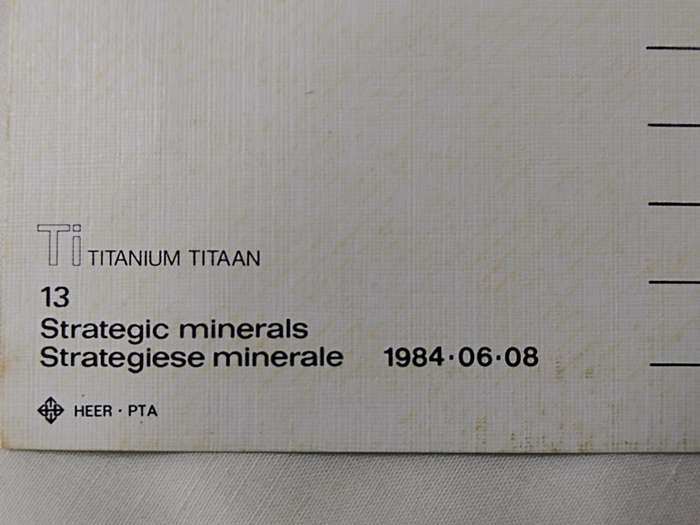 Ti TITANIUM TITAAN
13
Strategic minerals
Strategiese minerale 1984·06·08
HEER · PTA